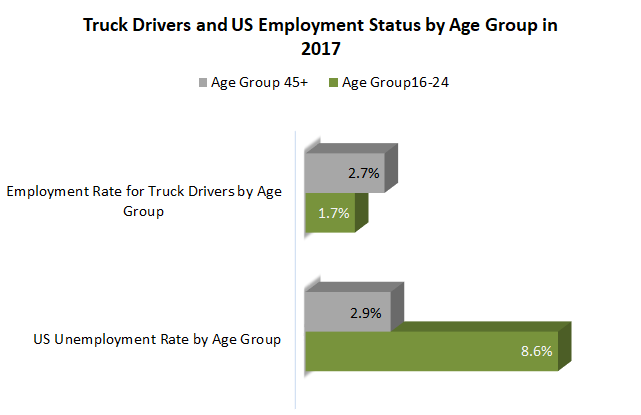 Truck Drivers and US Employment Status by Age Group in
2017
Age Group 45+ Age Group16-24
Employment Rate for Truck Drivers by Age
Group
2.7%
1.7%
US Unemployment Rate by Age Group
2.9%
8.6%